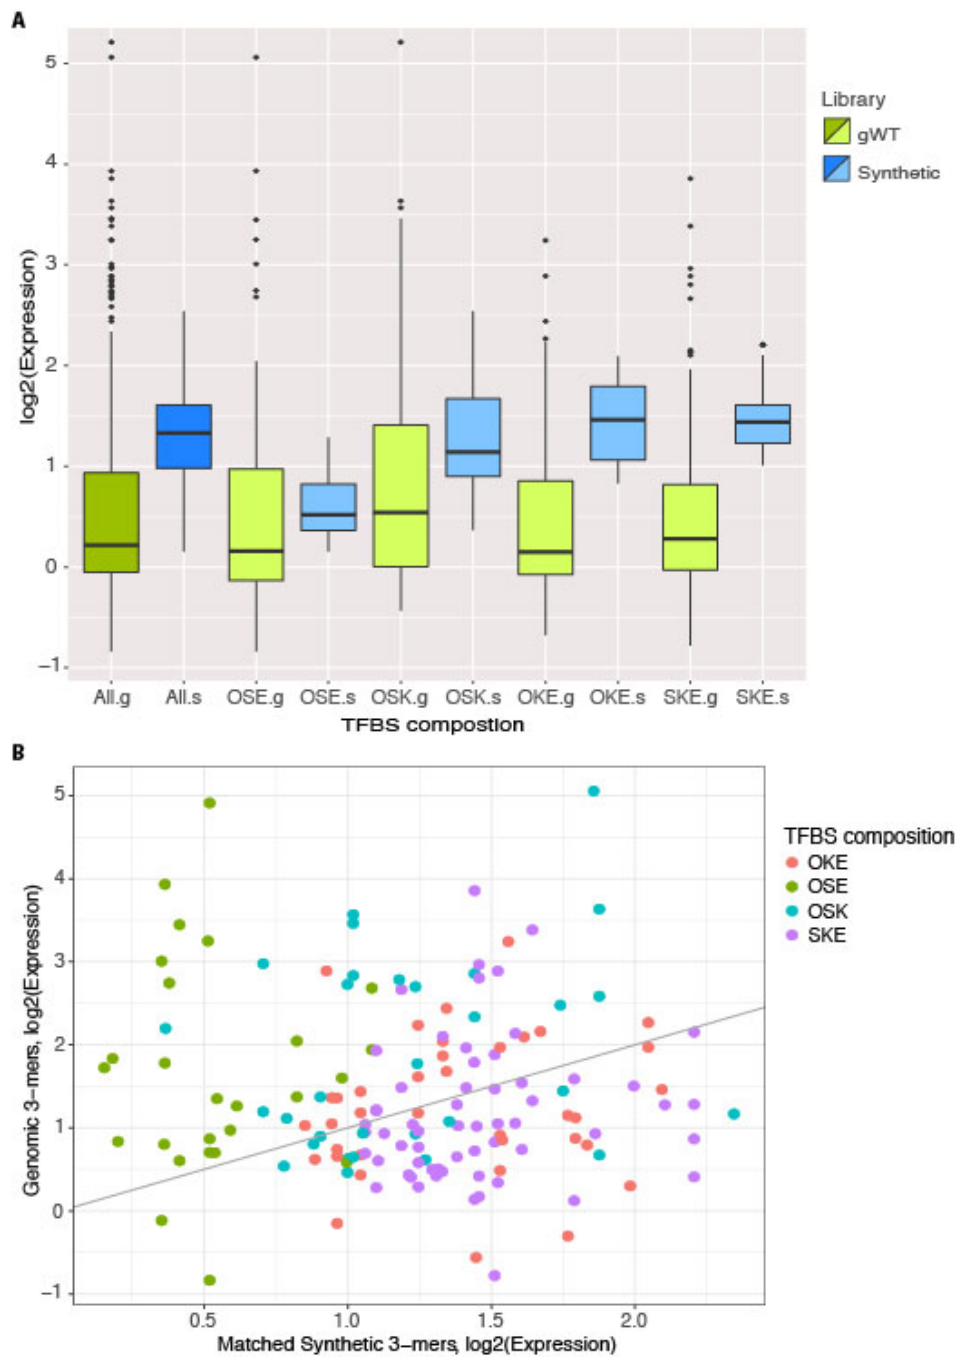 A
log2(Expression)
5
4
3
2
1
0
−1
All.g All.s OSE.g OSE.s OSK.g OSK.s OKE.g OKE.s SKE.g SKE.s
TFBS compostion
Library
gWT
Synthetic
B
Genomic 3−mers, log2(Expression)
5
4
3
2
1
0
−1
0.5 1.0 1.5 2.0
Matched Synthetic 3−mers, log2(Expression)
TFBS composition
OKE
OSE
OSK
SKE